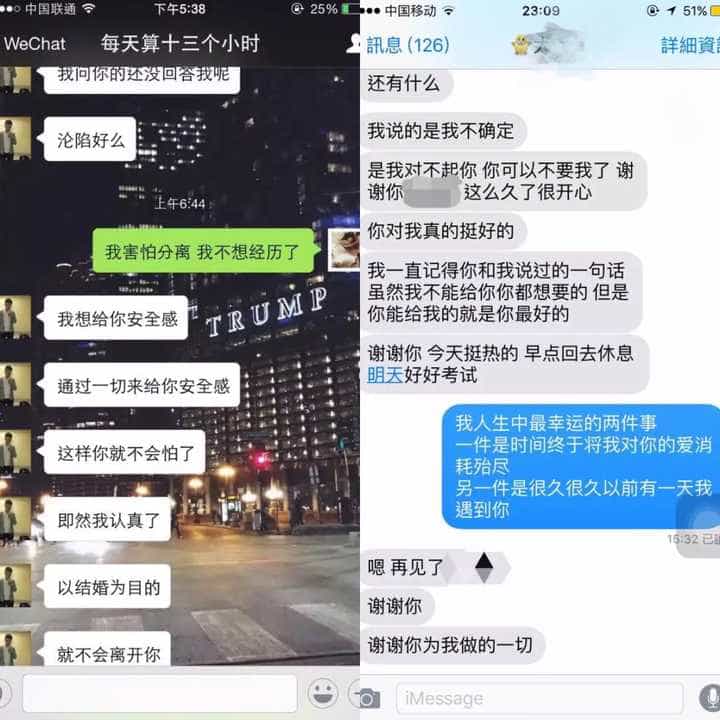 中国联通
下午5:38
25%
WeChat
每天算十三个小时
我问你的还没回答我呢
沦陷好么
上午6:44
我害怕分离 我不想经历了
我想给你安全感
TRUMP
通过一切来给你安全感
这样你就不会怕了
即然我认真了
以结婚为目的
就不会离开你
中国移动
23:09
51%
訊息 (126)
詳細資訊
还有什么
我说的是我不确定
是我对不起你 你可以不要我了 谢
谢你 这么久了很开心
你对我真的挺好的
我一直记得你和我说过的一句话
虽然我不能给你你都想要的 但是
你能给我的就是你最好的
谢谢你 今天挺热的 早点回去休息
明天好好考试
我人生中最幸运的两件事
一件是时间终于将我对你的爱消
耗殆尽
另一件是很久很久以前有一天我
遇到你
15:32 已
嗯 再见了
谢谢你
谢谢你为我做的一切
iMessage